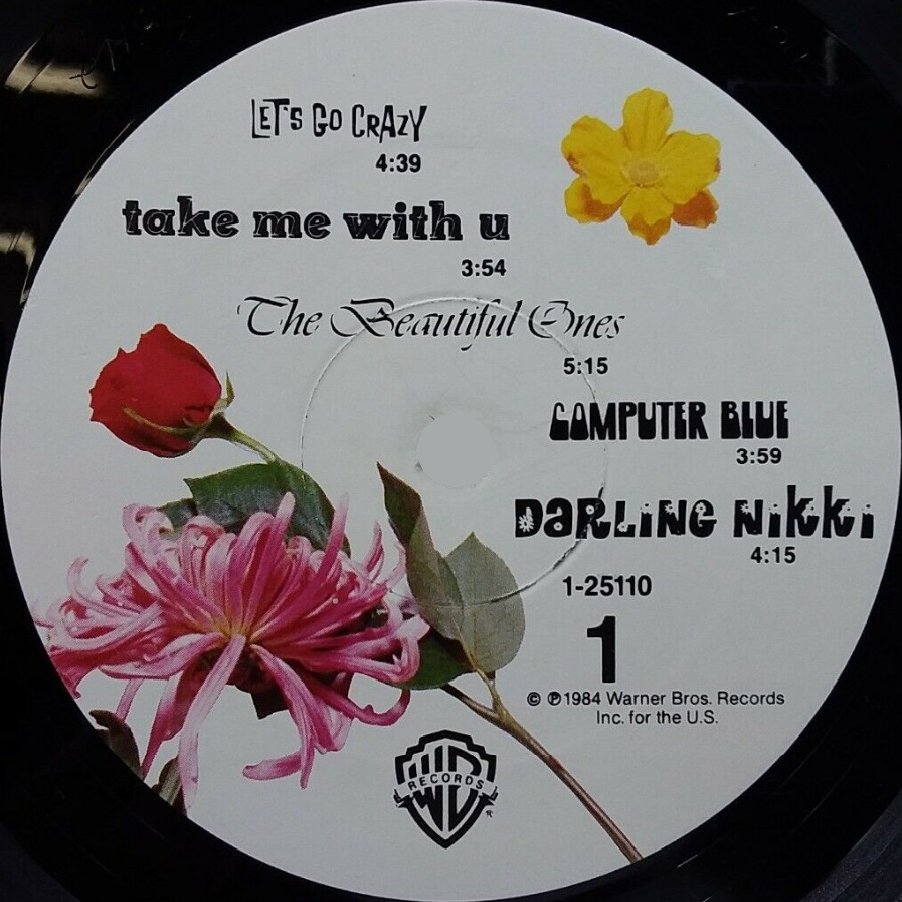 LET'S GO CRAZY
4:39
take me with u
3:54
The Beautiful Ones
5:15
COMPUTER BLUE
3:59
DaRLiNG Nikki
4:15
1-25110
1
© ℗ 1984 Warner Bros. Records
Inc. for the U.S.
WB
RECORDS